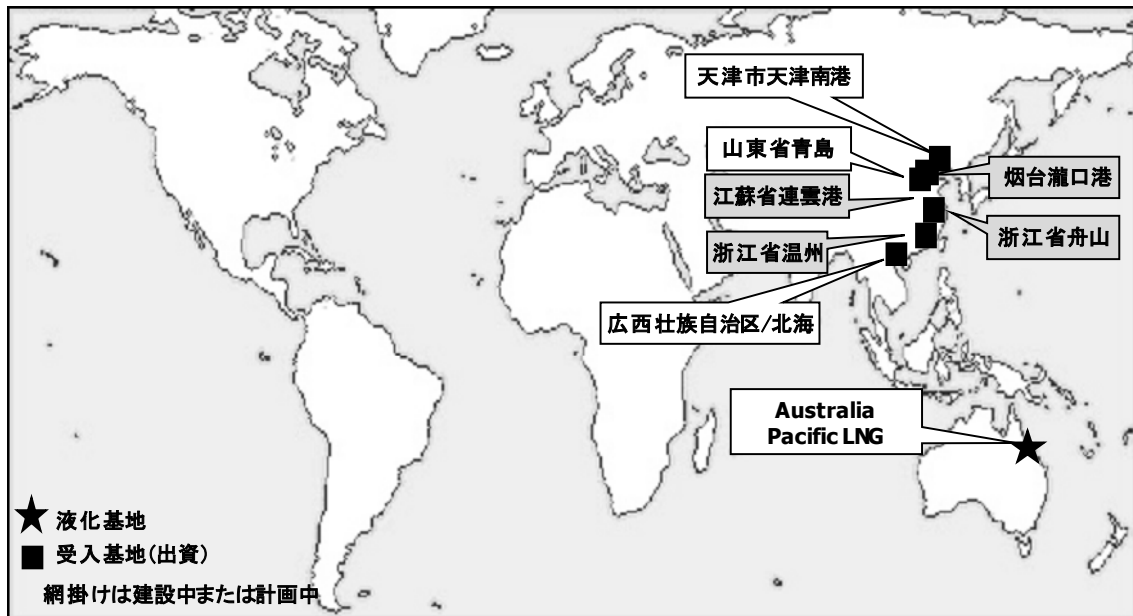 天津市天津南港
山東省青島
烟台瀧口港
江蘇省連雲港
浙江省舟山
浙江省温州
広西壮族自治区/北海
Australia
Pacific LNG
液化基地
受入基地(出資)
網掛けは建設中または計画中